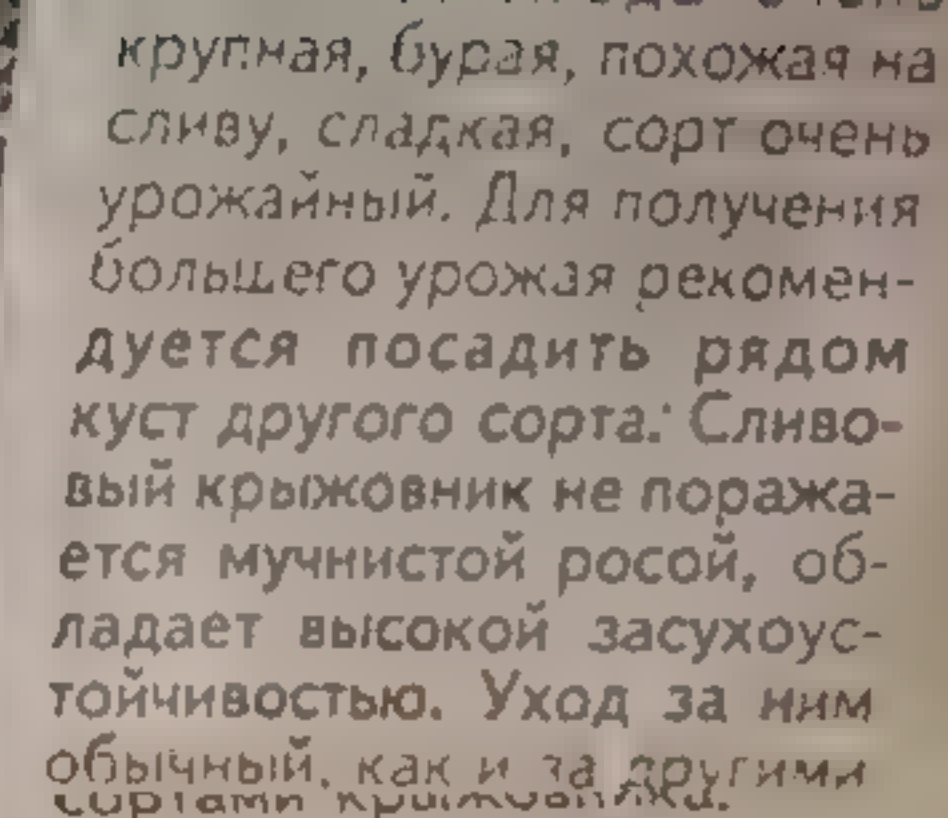 крупная, бурая, похожая на
сливу, сладкая, сорт очень
урожайный. Для получения
большего урожая рекомен-
дуется посадить рядом
куст другого сорта. Сливо-
вый крыжовник не поража-
ется мучнистой росой, об-
ладает высокой засухоус-
тойчивостью. Уход за ним
обычный, как и за другими
сортами крыжовника.